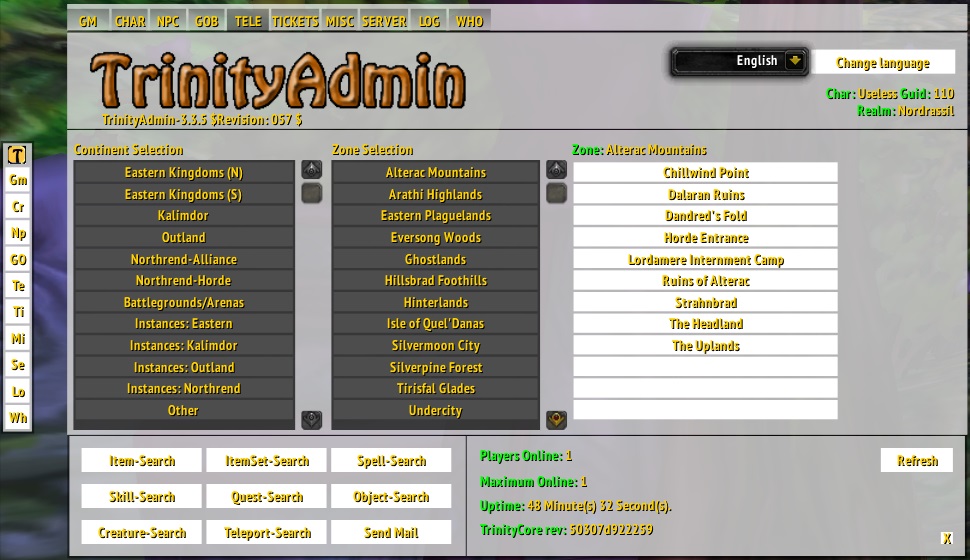 GM CHAR NPC GOB TELE TICKETS MISC SERVER LOG WHO
TrinityAdmin
TrinityAdmin-3.3.5 $Revision: 057 $
English
Change language
Char: Useless Guid: 110
Realm: Nordrassil
T
Gm
Cr
Np
GO
Te
Ti
Mi
Se
Lo
Wh
Continent Selection
Eastern Kingdoms (N)
Eastern Kingdoms (S)
Kalimdor
Outland
Northrend-Alliance
Northrend-Horde
Battlegrounds/Arenas
Instances: Eastern
Instances: Kalimdor
Instances: Outland
Instances: Northrend
Other
Zone Selection
Alterac Mountains
Arathi Highlands
Eastern Plaguelands
Eversong Woods
Ghostlands
Hillsbrad Foothills
Hinterlands
Isle of Quel'Danas
Silvermoon City
Silverpine Forest
Tirisfal Glades
Undercity
Zone: Alterac Mountains
Chillwind Point
Dalaran Ruins
Dandred's Fold
Horde Entrance
Lordamere Internment Camp
Ruins of Alterac
Strahnbrad
The Headland
The Uplands
Item-Search ItemSet-Search Spell-Search
Skill-Search Quest-Search Object-Search
Creature-Search Teleport-Search Send Mail
Players Online: 1
Maximum Online: 1
Uptime: 48 Minute(s) 32 Second(s).
TrinityCore rev: 50307d922259
Refresh
X